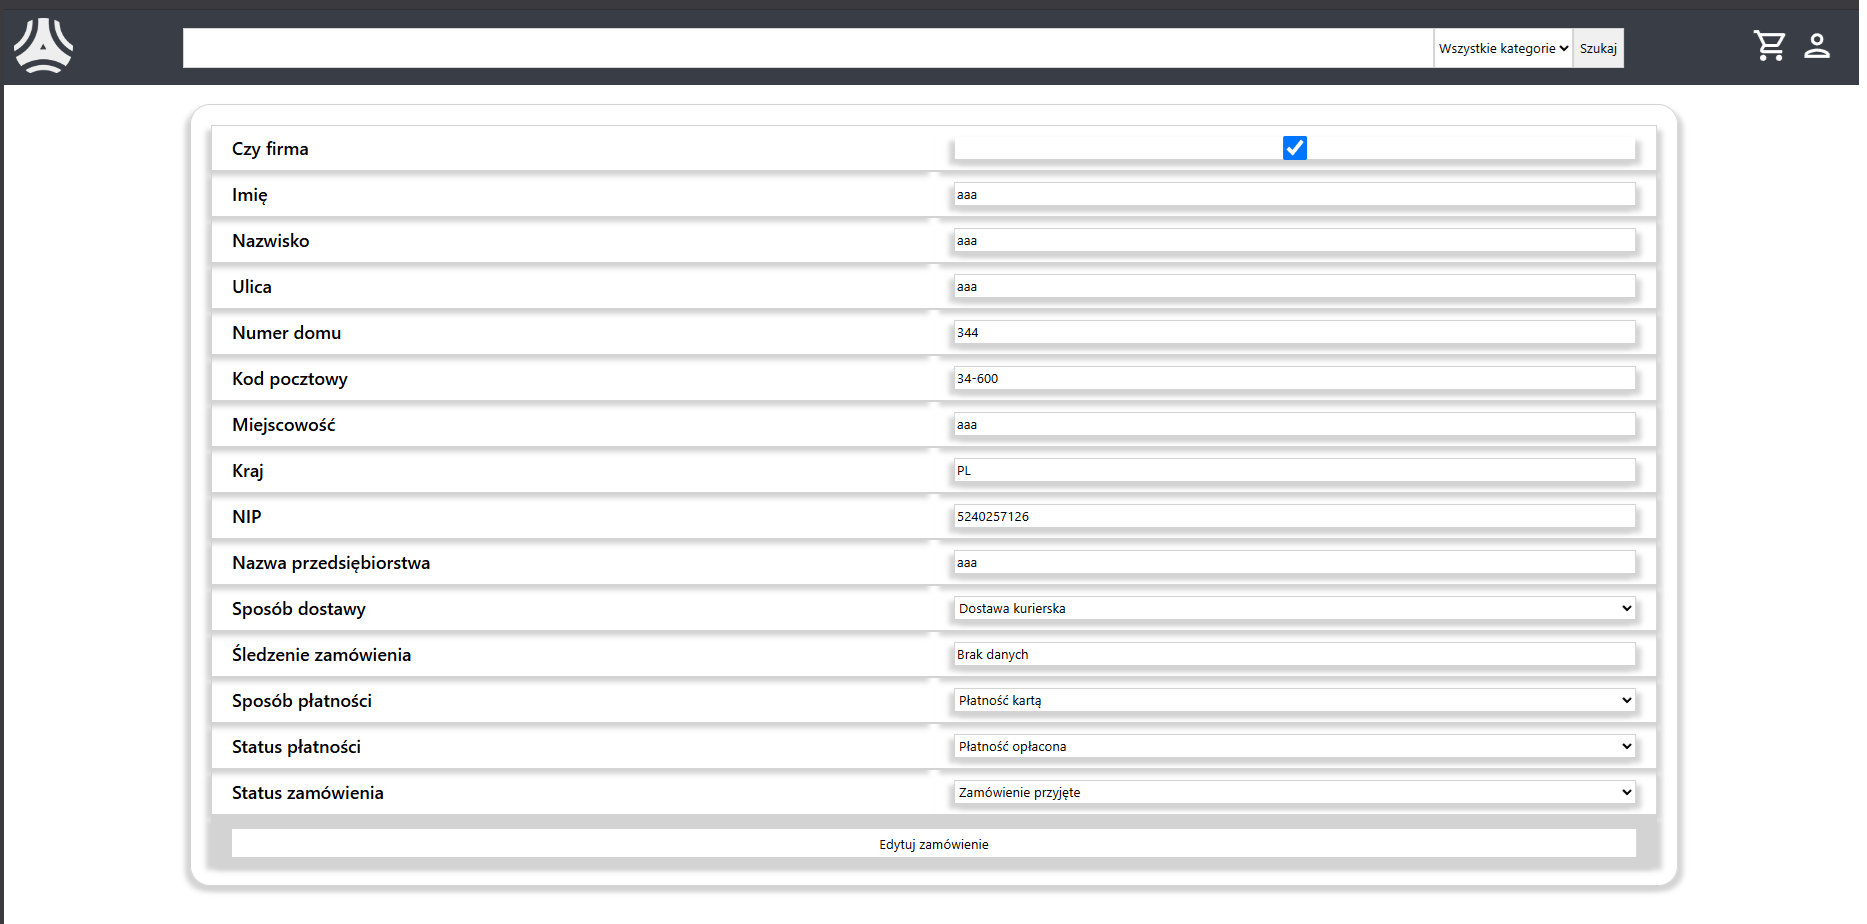 Wszystkie kategorie Szukaj
Czy firma
Imię aaa
Nazwisko aaa
Ulica aaa
Numer domu 344
Kod pocztowy 34-600
Miejscowość aaa
Kraj PL
NIP 5240257126
Nazwa przedsiębiorstwa aaa
Sposób dostawy Dostawa kurierska
Śledzenie zamówienia Brak danych
Sposób płatności Płatność kartą
Status płatności Płatność opłacona
Status zamówienia Zamówienie przyjęte
Edytuj zamówienie